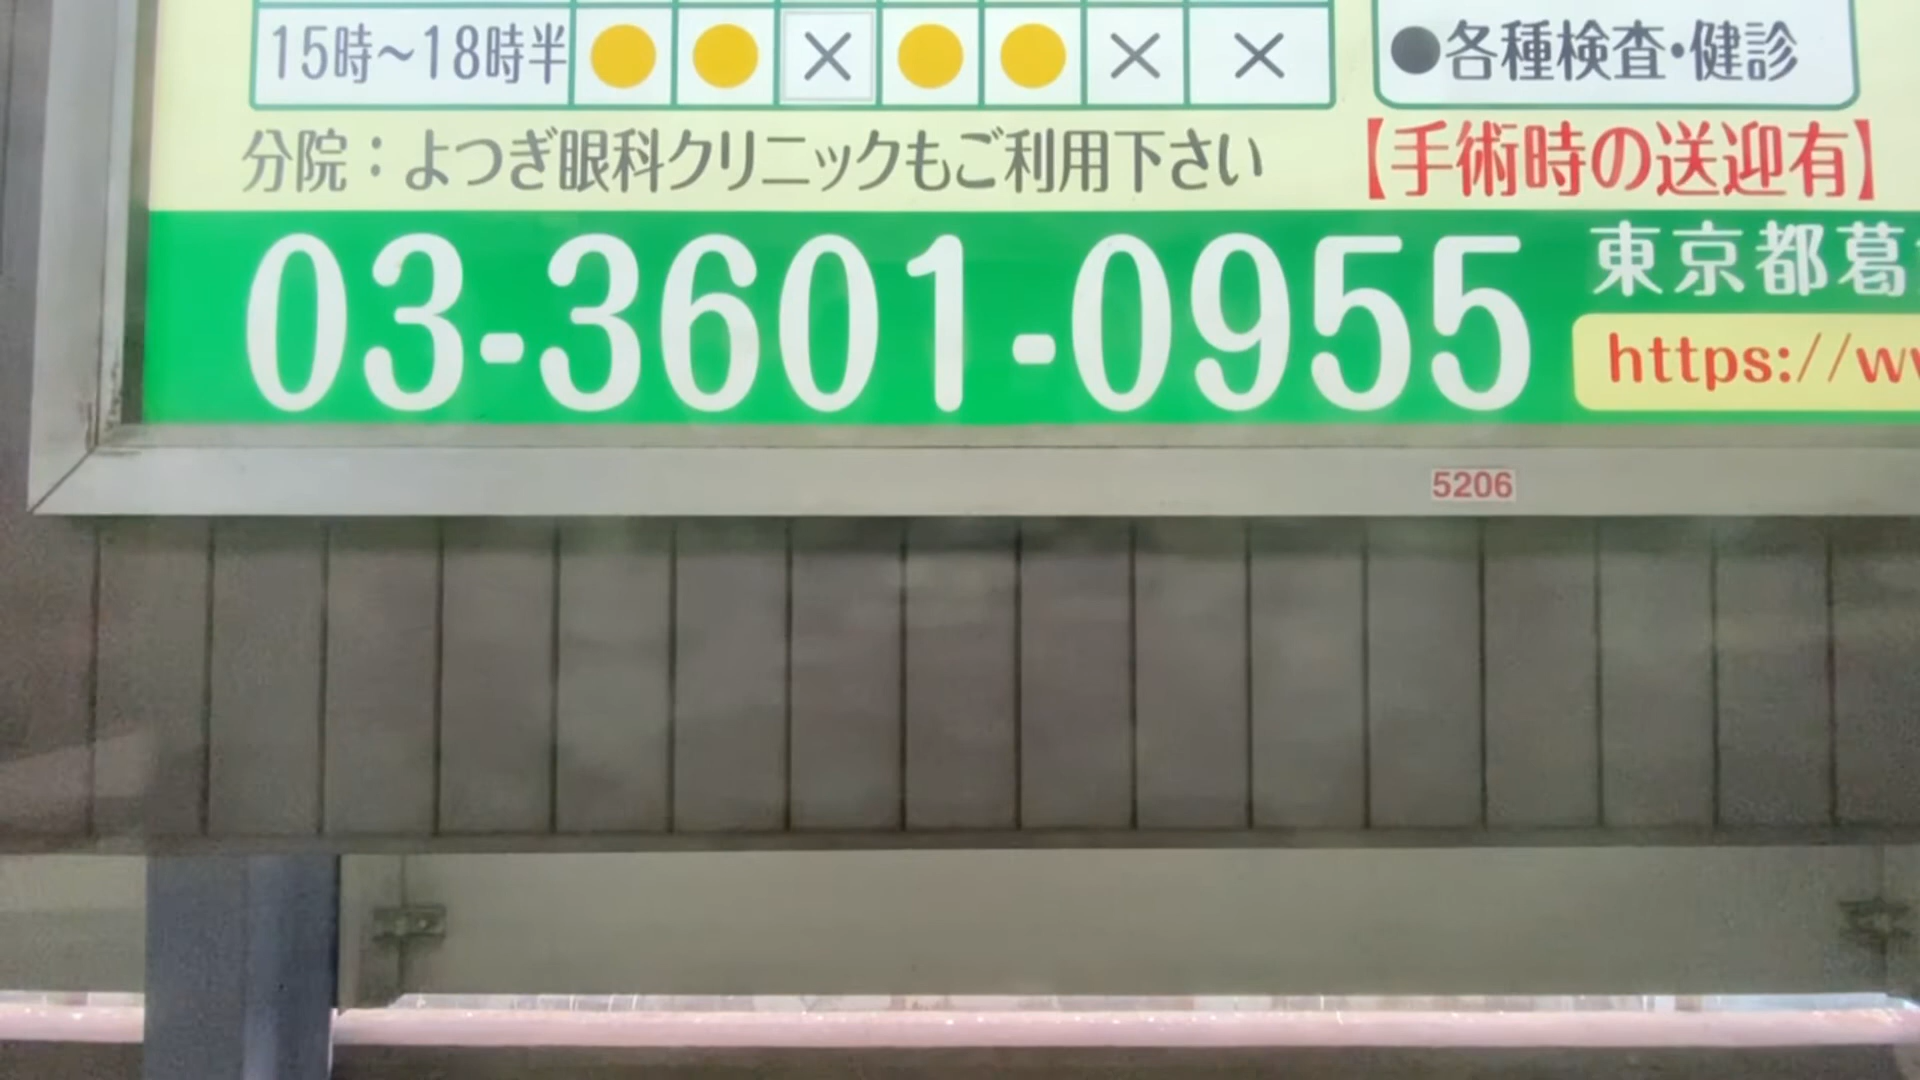 15時～18時半 ● ● × ● ● × ×
●各種検査・健診
分院：よつぎ眼科クリニックもご利用下さい
【手術時の送迎有】
03-3601-0955
東京都葛
https://w
5206